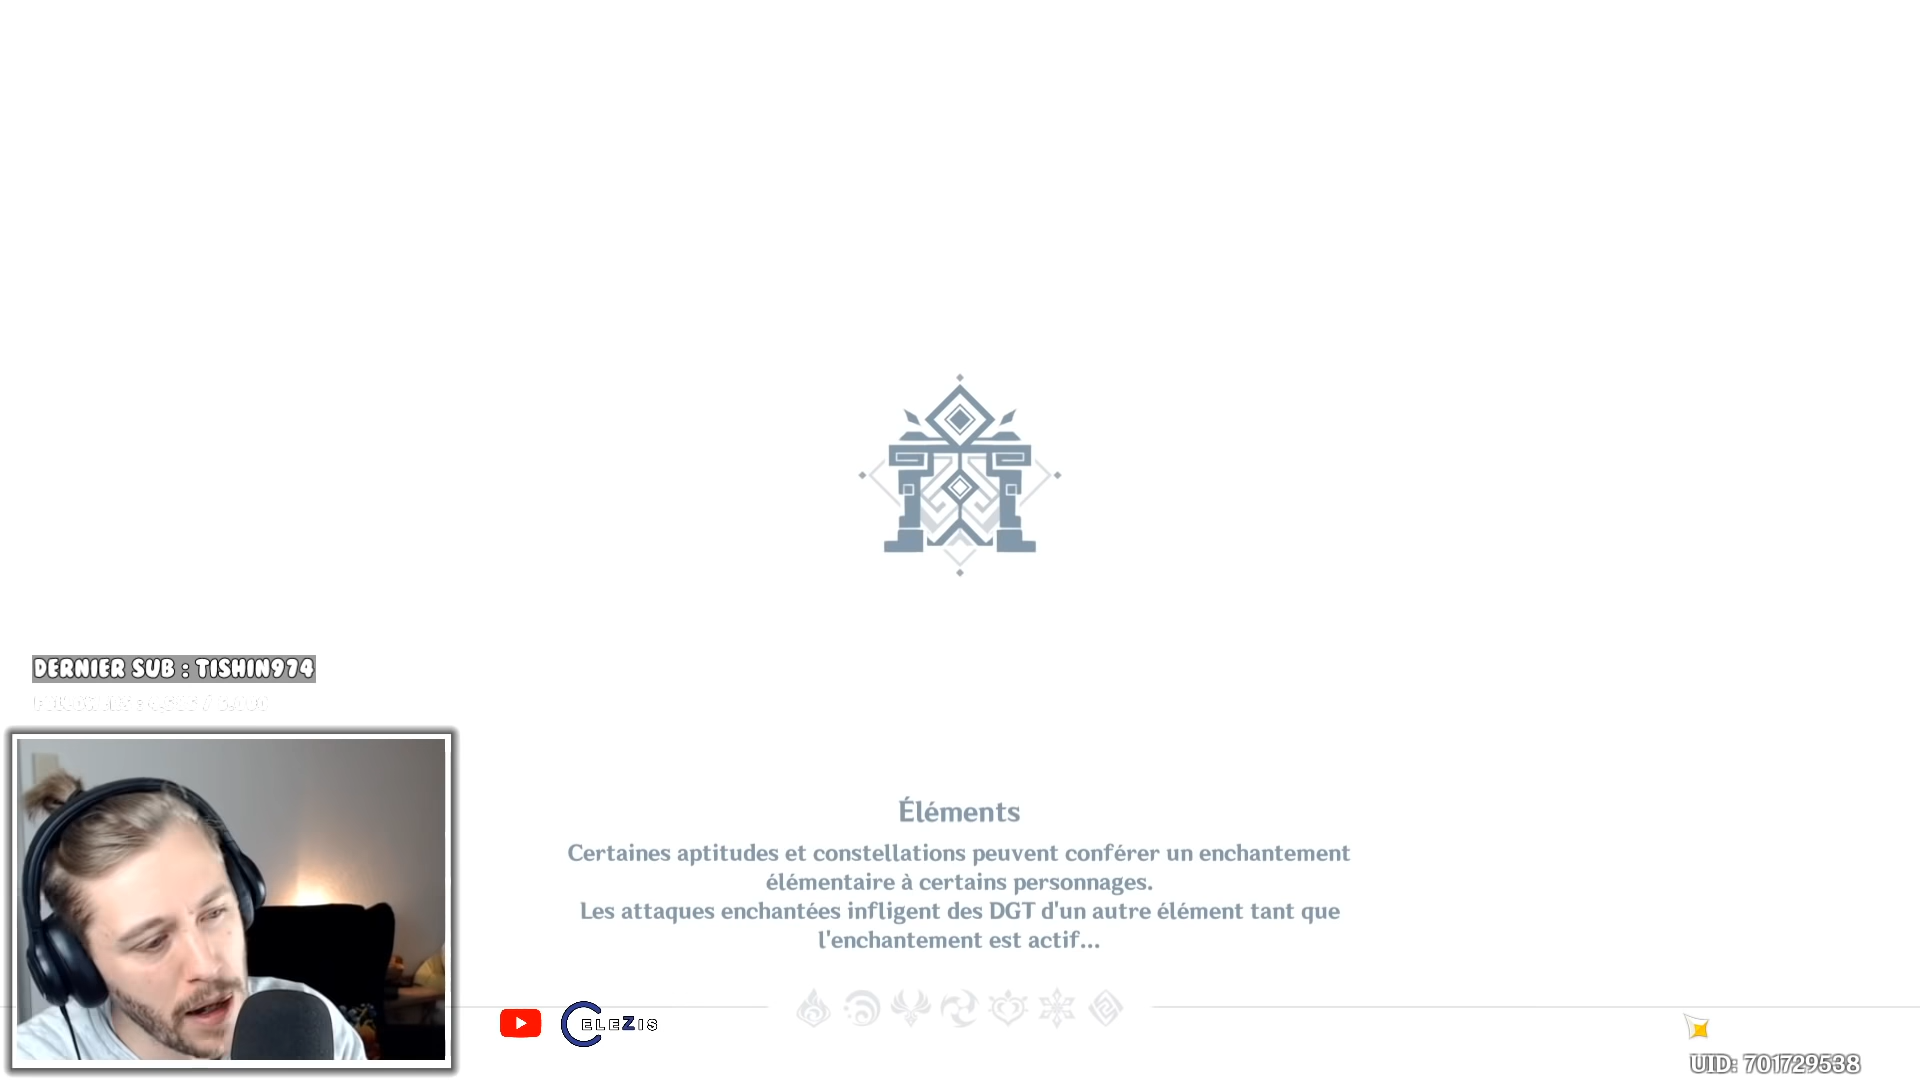 DERNIER SUB : TISHIN974
Éléments
Certaines aptitudes et constellations peuvent conférer un enchantement
élémentaire à certains personnages.
Les attaques enchantées infligent des DGT d'un autre élément tant que
l'enchantement est actif...
CELEZIS
UID: 701729538